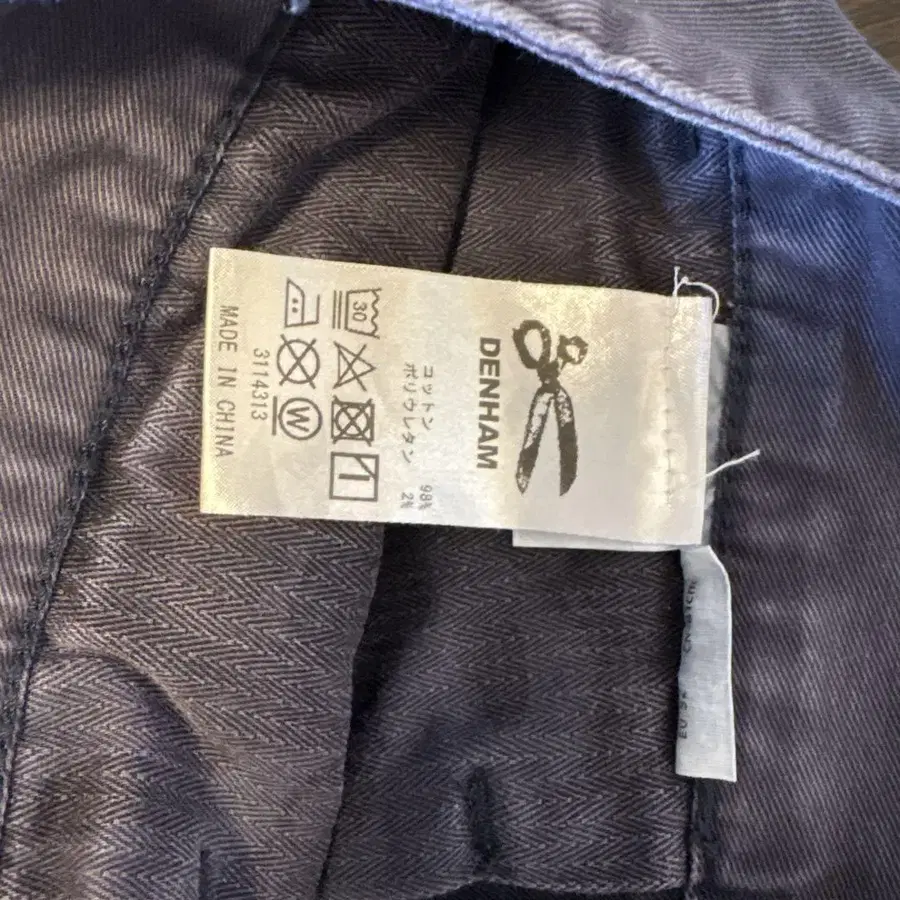 DENHAM
コットン 98%
ポリウレタン 2%
30
W
3114313
MADE IN CHINA